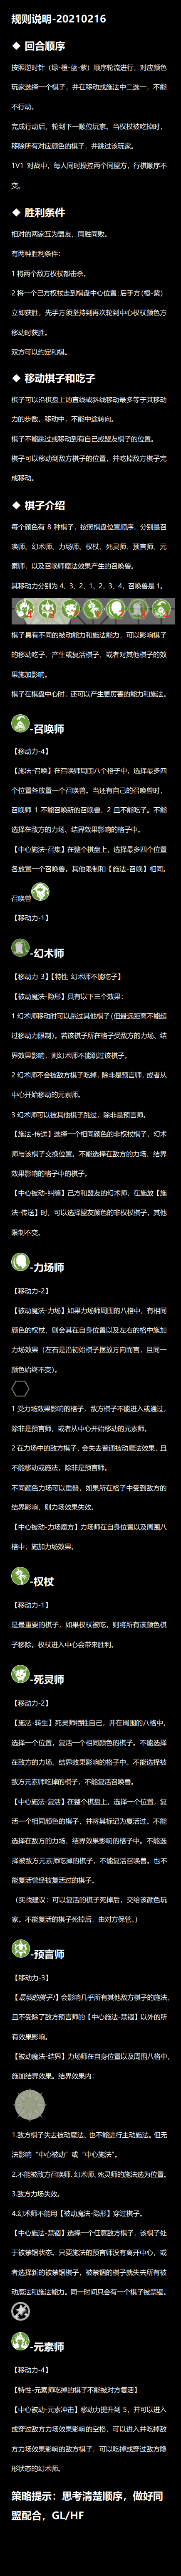 规则说明-20210216
❖ 回合顺序
按照逆时针（绿-橙-蓝-紫）顺序轮流进行，对应颜色
玩家选择一个棋子，并在移动或施法中二选一，不能
不行动。
完成行动后，轮到下一顺位玩家。当权杖被吃掉时，
移除所有对应颜色的棋子，并跳过该玩家。
1V1 对战中，每人同时操控两个同盟方，行棋顺序不
变。
❖ 胜利条件
相对的两家互为盟友，同胜同败。
有两种胜利条件：
1 将两个敌方权杖都击杀。
2 将一个己方权杖走到棋盘中心位置：后手方（橙-紫）
立即获胜，先手方须坚持到再次轮到中心权杖颜色方
移动时获胜。
双方可以约定和棋。
❖ 移动棋子和吃子
棋子可以沿棋盘上的直线或斜线移动最多等于其移动
力的步数，移动中，不能中途转向。
棋子不能跳过或移动到有自己或盟友棋子的位置。
棋子可以移动到敌方棋子的位置，并吃掉敌方棋子完
成移动。
❖ 棋子介绍
每个颜色有 8 种棋子，按照棋盘位置顺序，分别是召
唤师、幻术师、力场师、权杖、死灵师、预言师、元
素师，以及召唤师魔法效果产生的召唤兽。
其移动力分别为 4、3、2、1、2、3、4，召唤兽是 1。
棋子具有不同的被动能力和施法能力，可以影响棋子
的移动吃子、产生或复活棋子，或者对其他棋子的效
果施加影响。
棋子在棋盘中心时，还可以产生更厉害的能力和施法。
-召唤师
【移动力-4】
【施法-召唤】在召唤师周围八个格子中，选择最多四
个位置各放置一个召唤兽。当还有自己的召唤兽时，
召唤师 1 不能召唤新的召唤兽，2 且不能吃子。不能
选择在敌方的力场、结界效果影响的格子中。
【中心施法-召集】在整个棋盘上，选择最多四个位置
各放置一个召唤兽。其他限制和【施法-召唤】相同。
召唤兽
【移动力-1】
-幻术师
【移动力-3】【特性-幻术师不能吃子】
【被动魔法-隐形】具有以下三个效果：
1 幻术师移动时可以跳过其他棋子（但最远距离不能超
过移动力限制）。若该棋子所在格子受敌方的力场、结
界效果影响，则幻术师不能跳过该棋子。
2 幻术师不会被敌方棋子吃掉，除非是预言师，或者从
中心开始移动的元素师。
3 幻术师可以被其他棋子跳过，除非是预言师。
【施法-传送】选择一个相同颜色的非权杖棋子，幻术
师与该棋子交换位置。不能选择在敌方的力场、结界
效果影响的格子中的棋子。
【中心被动-纠缠】己方和盟友的幻术师，在施放【施
法-传送】时，可以选择盟友颜色的非权杖棋子，其他
限制不变。
-力场师
【移动力-2】
【被动魔法-力场】如果力场师周围的八格中，有相同
颜色的权杖，则会其在自身位置以及左右的格中施加
力场效果（左右是沿初始棋子摆放方向而言，且同一
颜色始终不变）。
1 受力场效果影响的格子，敌方棋子不能进入或通过，
除非是预言师，或者从中心开始移动的元素师。
2 在力场中的敌方棋子，会失去普通被动魔法效果，且
不能移动或施法，除非是预言师。
不同颜色力场可以重叠，如果所在格子中受到敌方的
结界影响，则力场效果失效。
【中心被动-力场魔方】力场师在自身位置以及周围八
格中，施加力场效果。
-权杖
【移动力-1】
是最重要的棋子，如果权杖被吃，则将所有该颜色棋
子移除。权杖进入中心会带来胜利。
-死灵师
【移动力-2】
【施法-转生】死灵师牺牲自己，并在周围的八格中，
选择一个位置，复活一个相同颜色的棋子。不能选择
在敌方的力场、结界效果影响的格子中。不能选择被
敌方元素师吃掉的棋子，不能复活召唤兽。
【中心施法-复活】在整个棋盘上，选择一个位置，复
活一个相同颜色的棋子，并将其标记为复活过。不能
选择在敌方的力场、结界效果影响的格子中。不能选
择被敌方元素师吃掉的棋子，不能复活召唤兽。也不
能复活曾经被复活过的棋子。
（实战建议：可以复活的棋子死掉后，交给该颜色玩
家。不能复活的棋子死掉后，由对方保管。）
-预言师
【移动力-3】
【最烦的棋子！】会影响几乎所有其他敌方棋子的施法，
且不受除了敌方预言师的【中心施法-禁锢】以外的所
有效果影响。
【被动魔法-结界】力场师在自身位置以及周围八格中，
施加结界效果。结界效果内：
1.敌方棋子失去被动魔法、也不能进行主动施法。但无
法影响“中心被动”或“中心施法”。
2.不能被敌方召唤师、幻术师、死灵师的施法选为位置。
3.敌方力场失效。
4.幻术师不能用【被动魔法-隐形】穿过棋子。
【中心施法-禁锢】选择一个任意敌方棋子，该棋子处
于被禁锢状态。只要施法的预言师没有离开中心，或
者选择新的被禁锢棋子，被禁锢的棋子就失去所有被
动魔法和施法能力。同一时间只会有一个棋子被禁锢。
-元素师
【移动力-4】
【特性-元素师吃掉的棋子不能被对方复活】
【中心被动-元素冲击】移动力提升到 5，并可以进入
或穿过敌方力场效果影响的空格，可以进入并吃掉敌
方力场效果影响的敌方棋子，可以吃掉或穿过敌方隐
形状态的幻术师。
策略提示：思考清楚顺序，做好同
盟配合，GL/HF